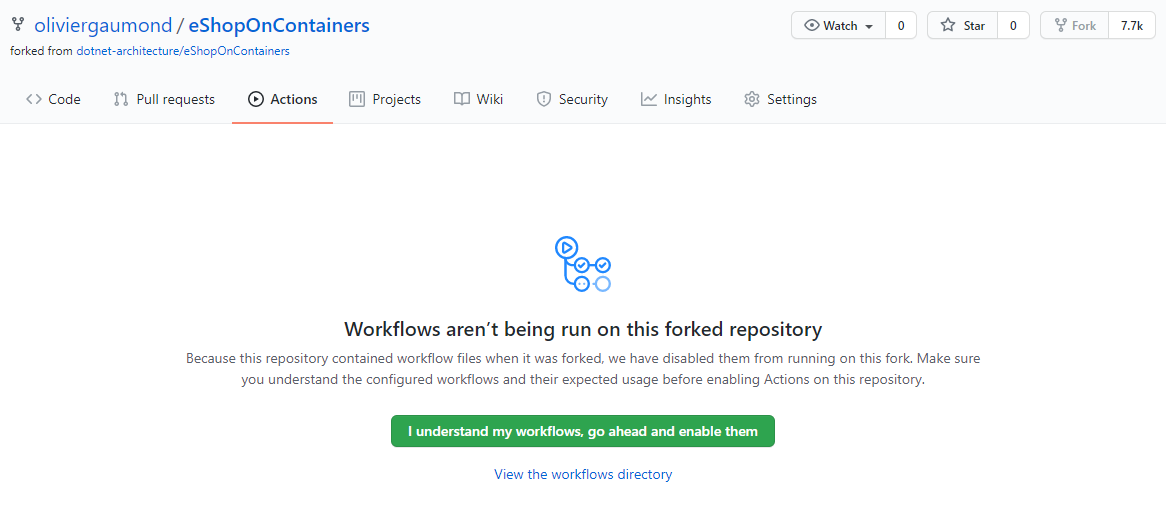 oliviergaumond / eShopOnContainers
Watch 0 Star 0 Fork 7.7k
forked from dotnet-architecture/eShopOnContainers
Code Pull requests Actions Projects Wiki Security Insights Settings
Workflows aren’t being run on this forked repository
Because this repository contained workflow files when it was forked, we have disabled them from running on this fork. Make sure
you understand the configured workflows and their expected usage before enabling Actions on this repository.
I understand my workflows, go ahead and enable them
View the workflows directory